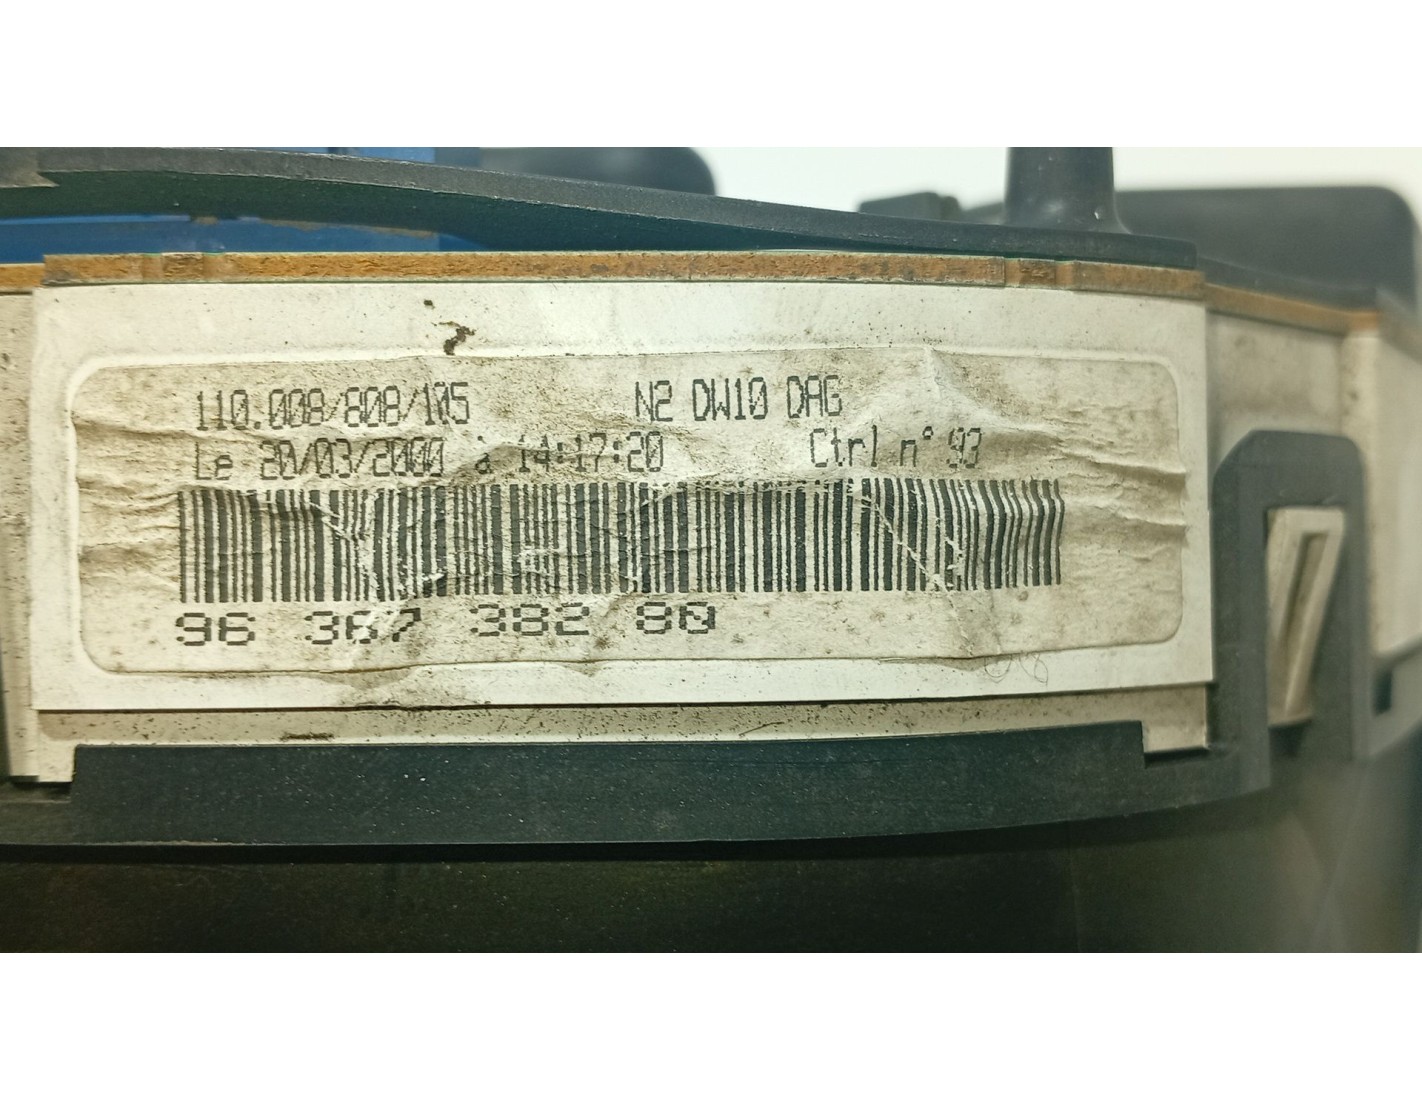 110.008/808/105 N2 DW10 DAG
Le 20/03/2000 à 14:17:20 Ctrl n° 93
96 367 382 80